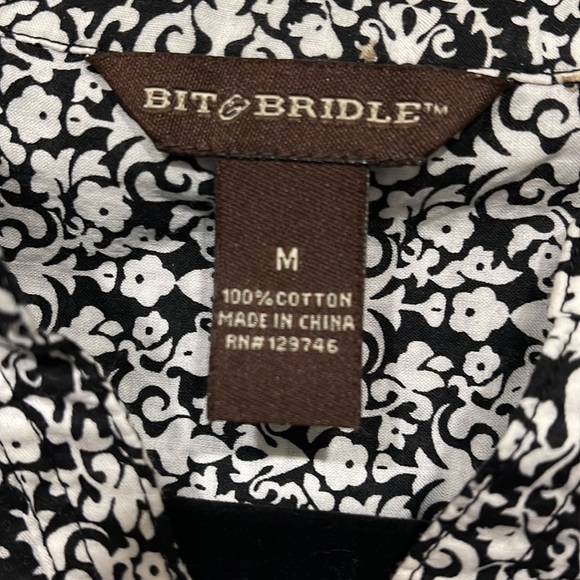 BIT & BRIDLE™
M
100% COTTON
MADE IN CHINA
RN#129746